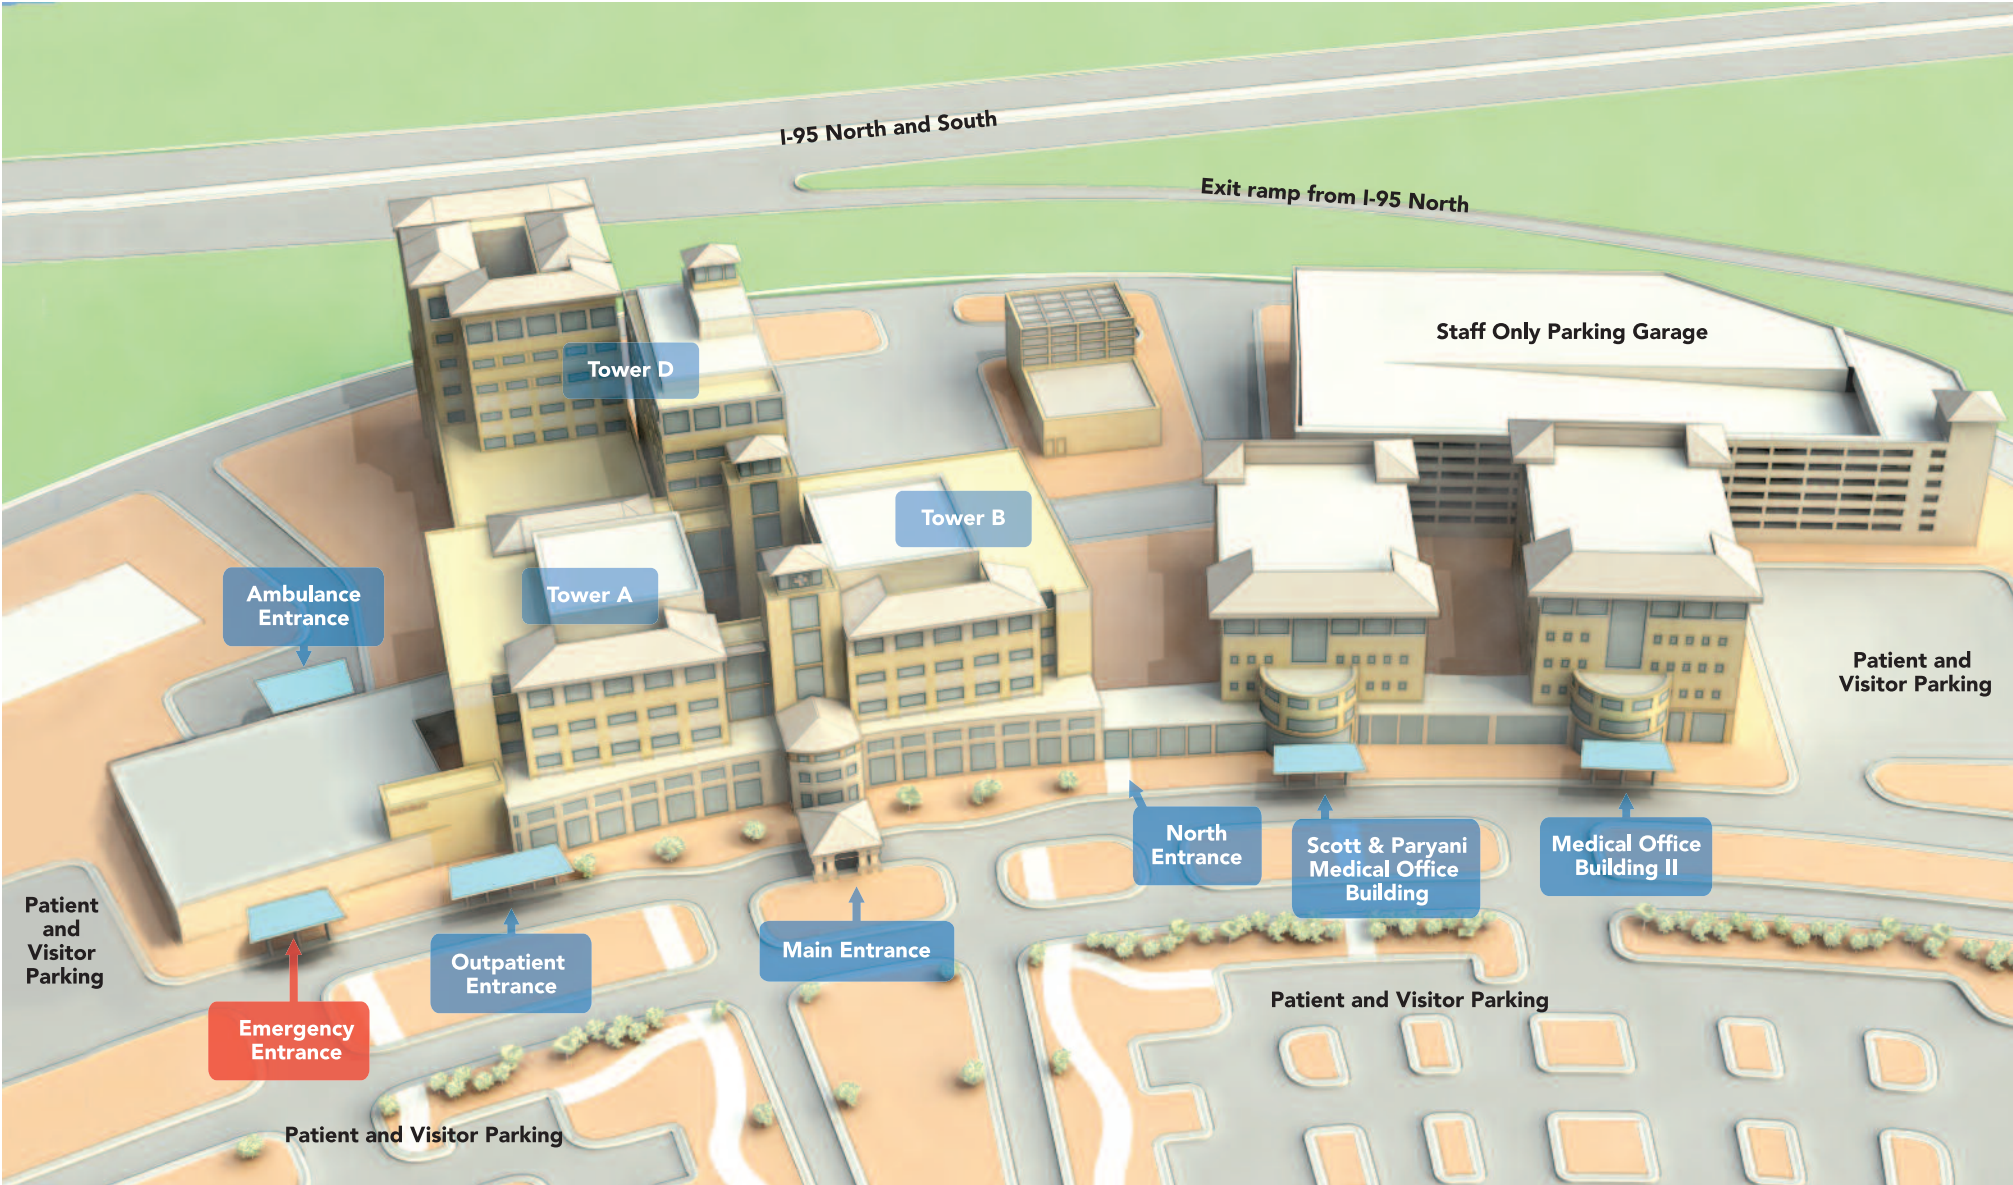 I-95 North and South
Exit ramp from I-95 North
Staff Only Parking Garage
Tower D
Tower B
Tower A
Ambulance
Entrance
Patient and
Visitor Parking
North
Entrance
Scott & Paryani
Medical Office
Building
Medical Office
Building II
Patient
and
Visitor
Parking
Main Entrance
Outpatient
Entrance
Emergency
Entrance
Patient and Visitor Parking
Patient and Visitor Parking